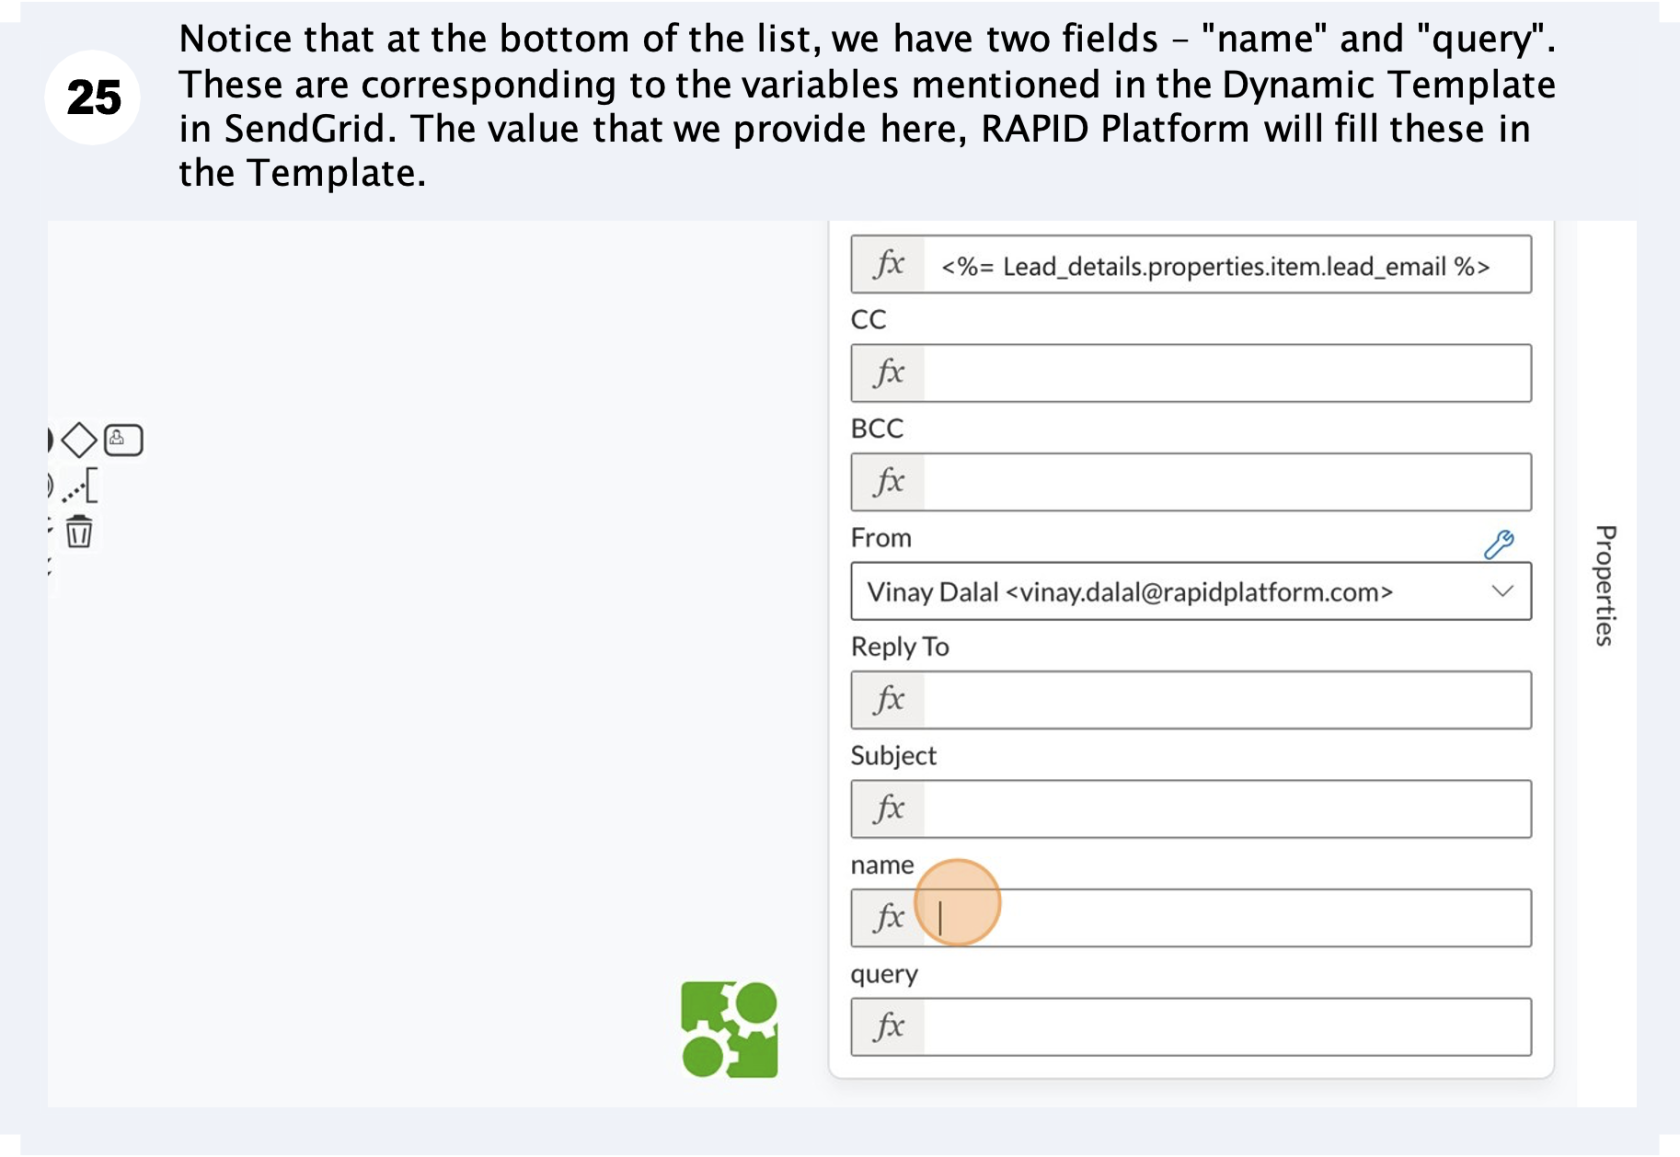 Notice that at the bottom of the list, we have two fields – "name" and "query".
25
These are corresponding to the variables mentioned in the Dynamic Template
in SendGrid. The value that we provide here, RAPID Platform will fill these in
the Template.
fx <%= Lead_details.properties.item.lead_email %>
CC
fx
BCC
fx
From
Vinay Dalal <vinay.dalal@rapidplatform.com>
Properties
Reply To
fx
Subject
fx
name
fx
query
fx